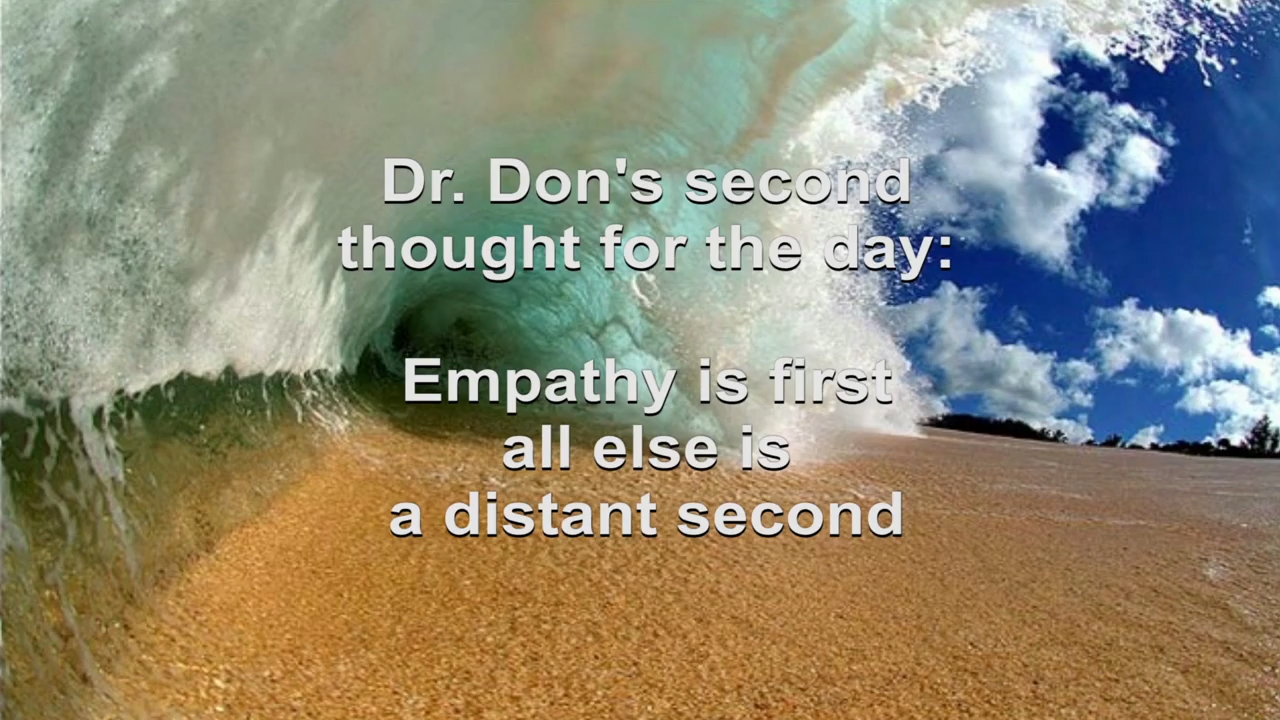 Dr. Don's second
thought for the day:
Empathy is first
all else is
a distant second